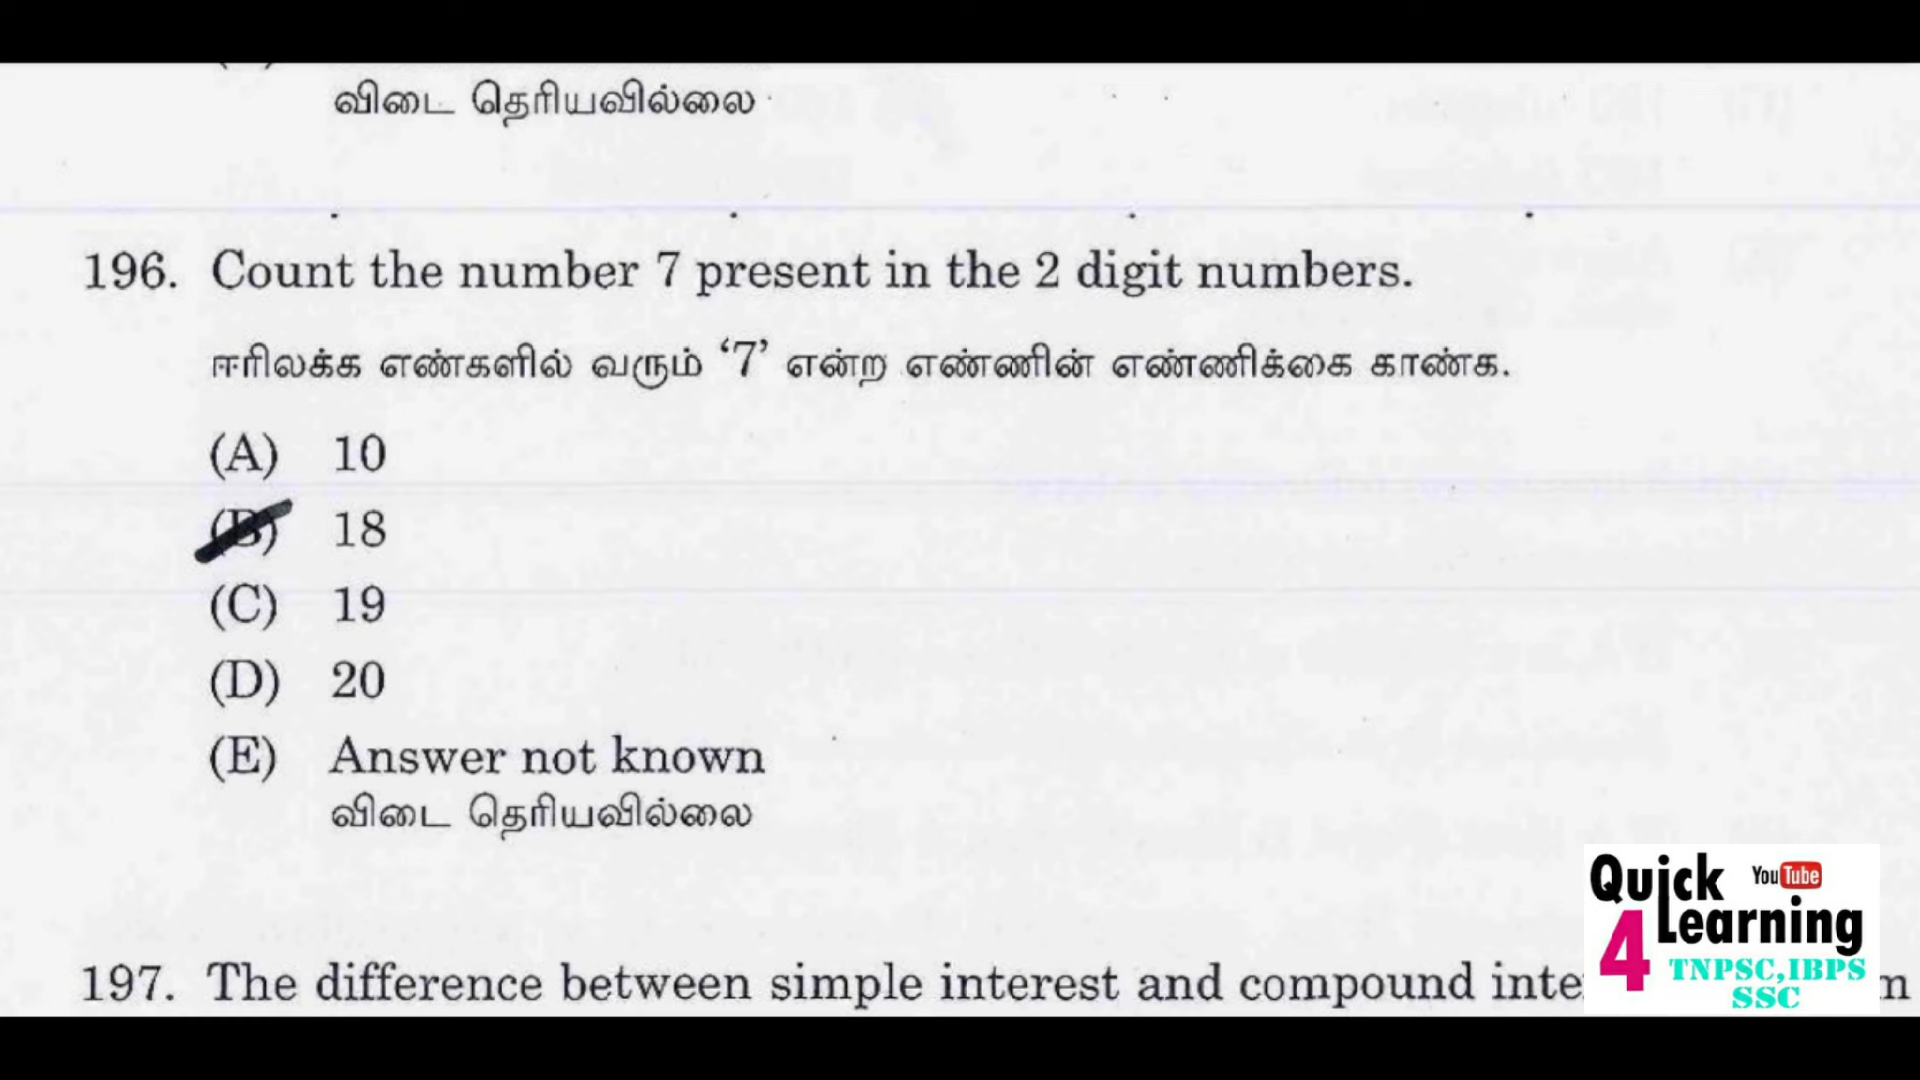 விடை தெரியவில்லை
196. Count the number 7 present in the 2 digit numbers.
ஈரிலக்க எண்களில் வரும் ‘7’ என்ற எண்ணின் எண்ணிக்கை காண்க.
(A) 10
(B) 18
(C) 19
(D) 20
(E) Answer not known
விடை தெரியவில்லை
197. The difference between simple interest and compound
Quick YouTube
4 Learning
TNPSC,IBPS
SSC